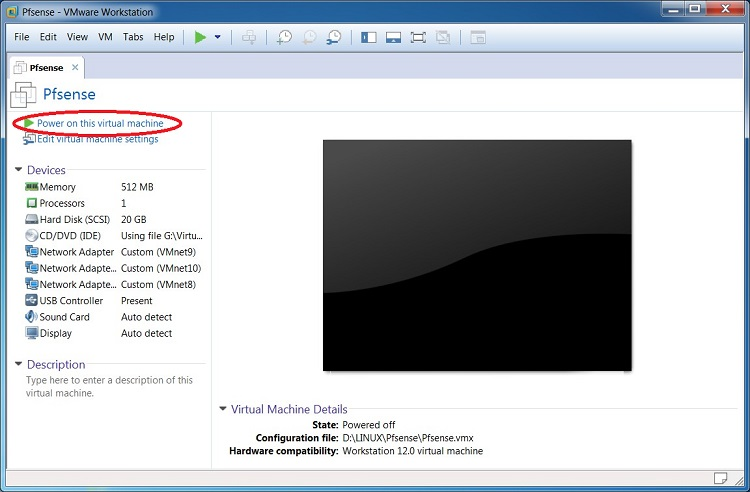 Pfsense - VMware Workstation
File Edit View VM Tabs Help
Pfsense
Pfsense
Power on this virtual machine
Edit virtual machine settings
Devices
Memory 512 MB
Processors 1
Hard Disk (SCSI) 20 GB
CD/DVD (IDE) Using file G:\Virtu...
Network Adapter Custom (VMnet9)
Network Adapte... Custom (VMnet10)
Network Adapte... Custom (VMnet8)
USB Controller Present
Sound Card Auto detect
Display Auto detect
Description
Type here to enter a description of this
virtual machine.
Virtual Machine Details
State: Powered off
Configuration file: D:\LINUX\Pfsense\Pfsense.vmx
Hardware compatibility: Workstation 12.0 virtual machine